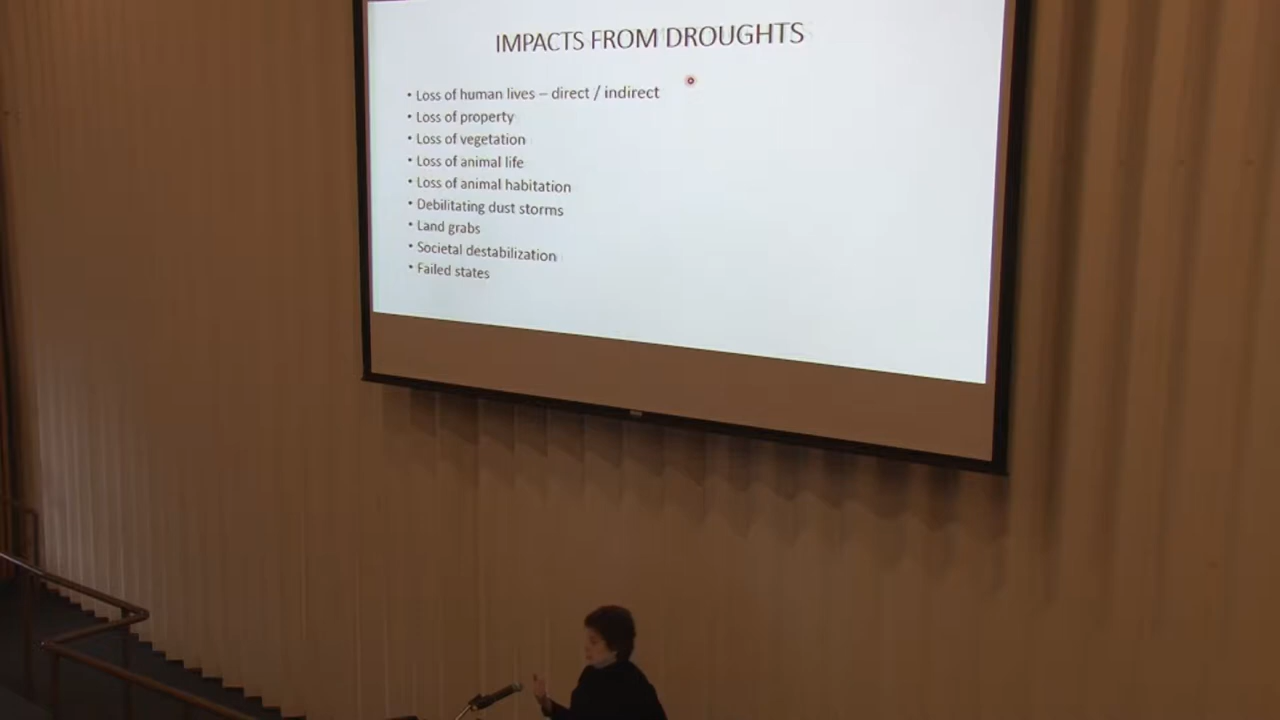 IMPACTS FROM DROUGHTS
• Loss of human lives – direct / indirect
• Loss of property
• Loss of vegetation
• Loss of animal life
• Loss of animal habitation
• Debilitating dust storms
• Land grabs
• Societal destabilization
• Failed states